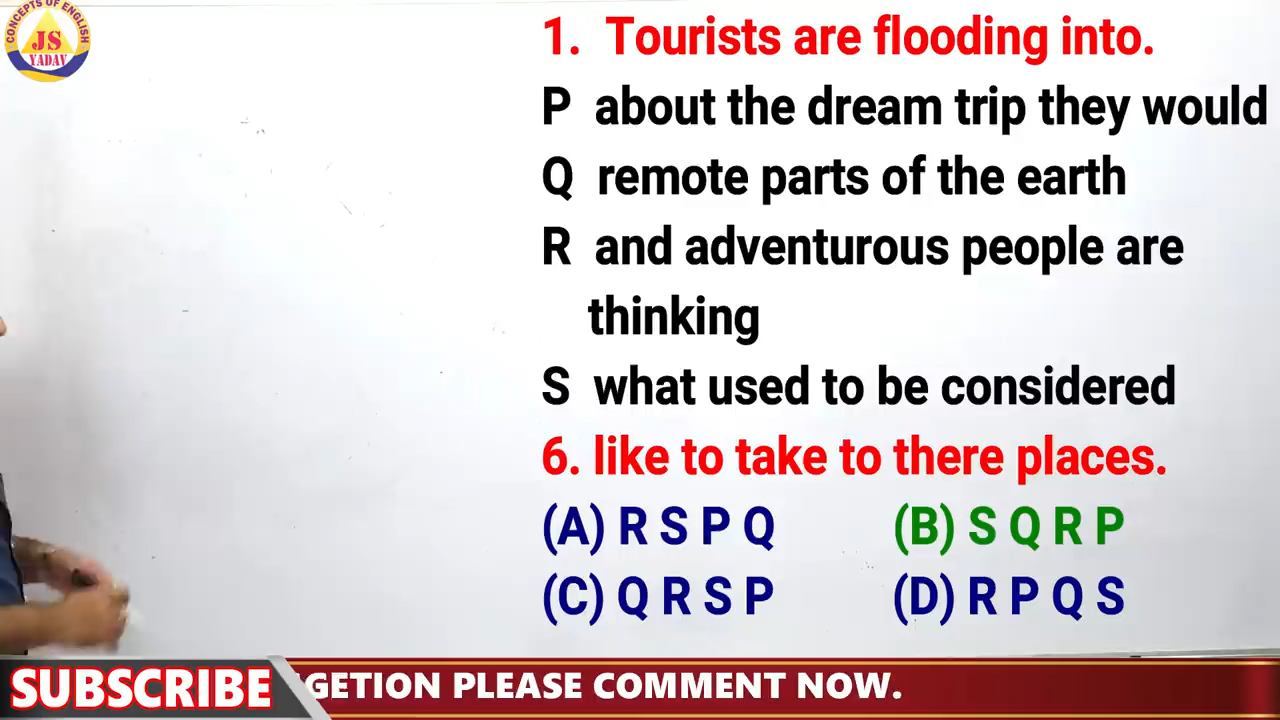 CONCEPTS OF ENGLISH
JS
YADAV
1. Tourists are flooding into.
P about the dream trip they would
Q remote parts of the earth
R and adventurous people are
thinking
S what used to be considered
6. like to take to there places.
(A) R S P Q (B) S Q R P
(C) Q R S P (D) R P Q S
SUBSCRIBE GETION PLEASE COMMENT NOW.